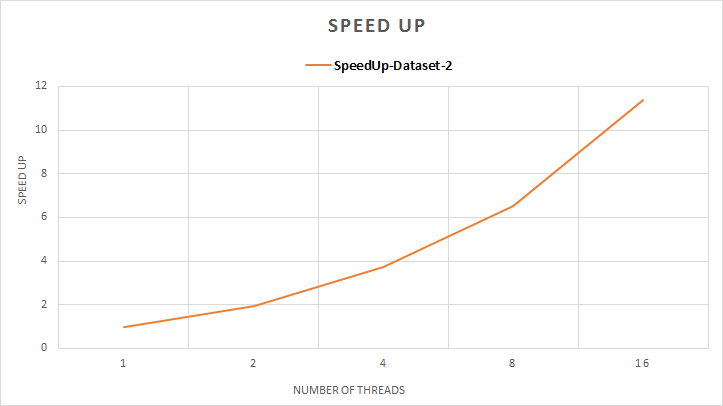 SPEED UP
SpeedUp-Dataset-2
12
10
8
6
4
2
0
SPEED UP
1 2 4 8 16
NUMBER OF THREADS